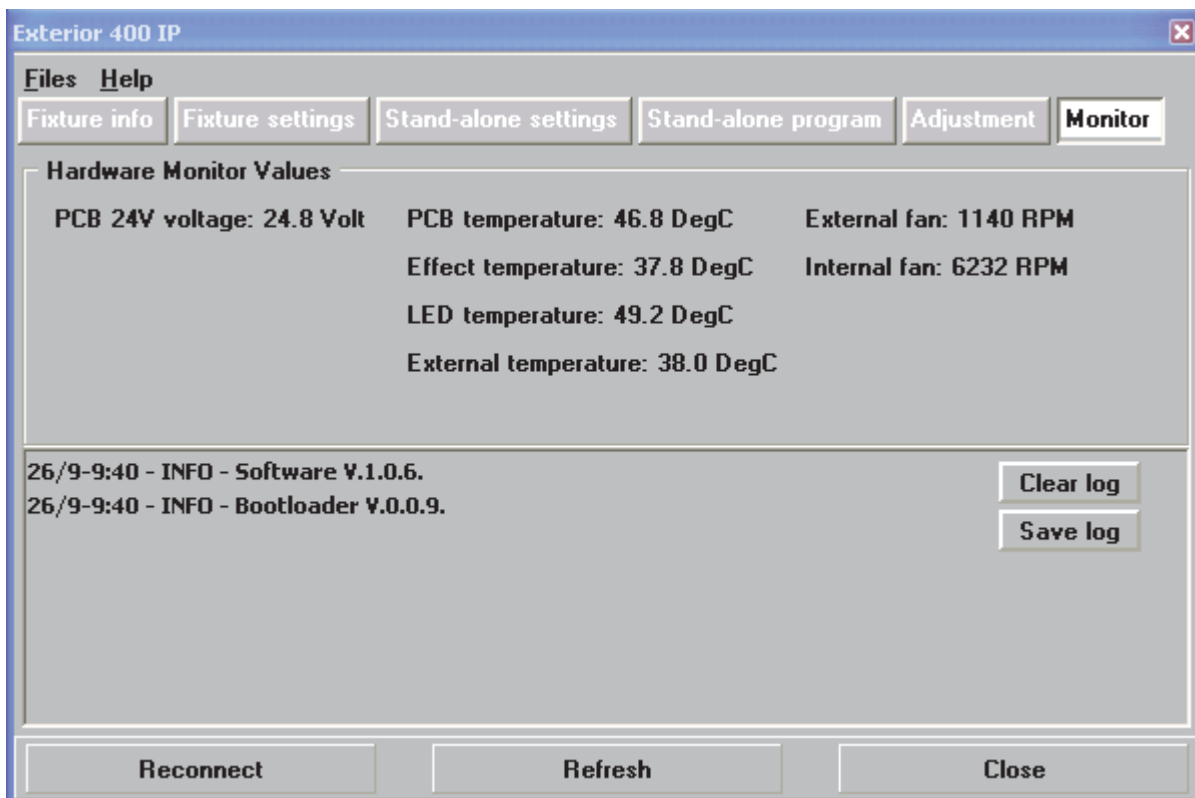 Exterior 400 IP
Files Help
Fixture info Fixture settings Stand-alone settings Stand-alone program Adjustment Monitor
Hardware Monitor Values
PCB 24V voltage: 24.8 Volt PCB temperature: 46.8 DegC External fan: 1140 RPM
Effect temperature: 37.8 DegC Internal fan: 6232 RPM
LED temperature: 49.2 DegC
External temperature: 38.0 DegC
26/9-9:40 - INFO - Software V.1.0.6.
26/9-9:40 - INFO - Bootloader V.0.0.9.
Clear log
Save log
Reconnect Refresh Close